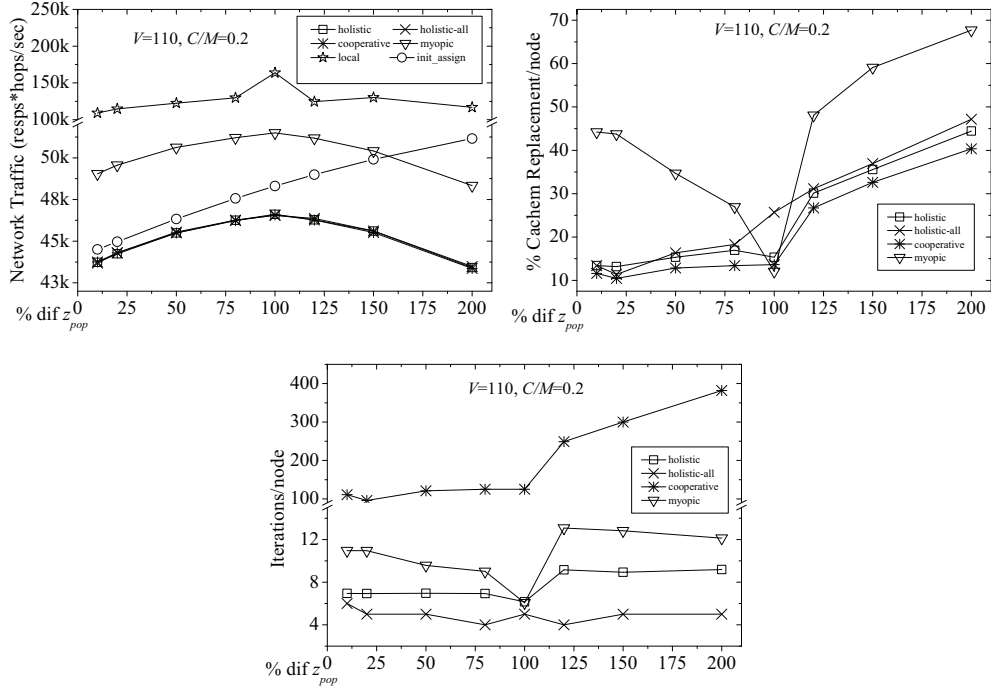 V=110, C/M=0.2
holistic
holistic-all
cooperative
myopic
local
init_assign
Network Traffic (resps*hops/sec)
200k
175k
150k
125k
100k
50k
48k
45k
43k
% dif z_pop
0 25 50 75 100 125 150 175 200
V=110, C/M=0.2
% Cachem Replacement/node
70
60
50
40
30
20
10
holistic
holistic-all
cooperative
myopic
% dif z_pop
0 25 50 75 100 125 150 175 200
V=110, C/M=0.2
Iterations/node
400
300
200
100
12
8
4
holistic
holistic-all
cooperative
myopic
% dif z_pop
0 25 50 75 100 125 150 175 200